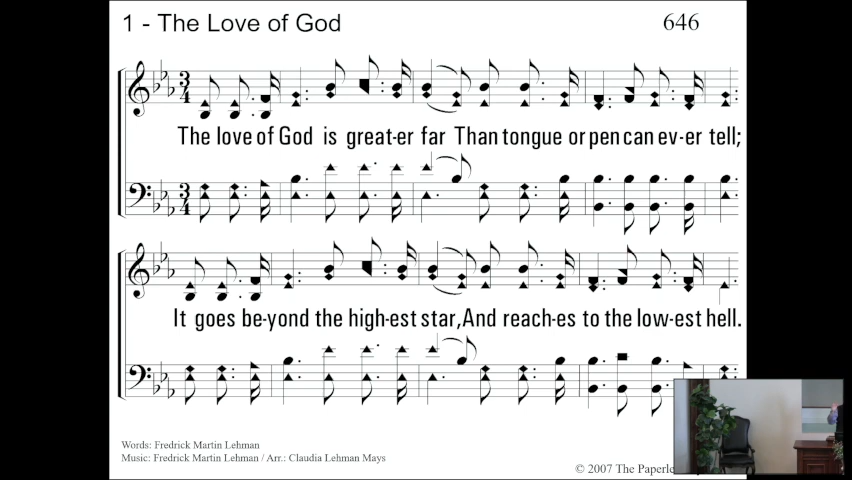 1 - The Love of God
646
The love of God is great-er far Than tongue or pen can ev-er tell;
It goes be-yond the high-est star, And reach-es to the low-est hell.
Words: Fredrick Martin Lehman
Music: Fredrick Martin Lehman / Arr.: Claudia Lehman Mays
© 2007 The